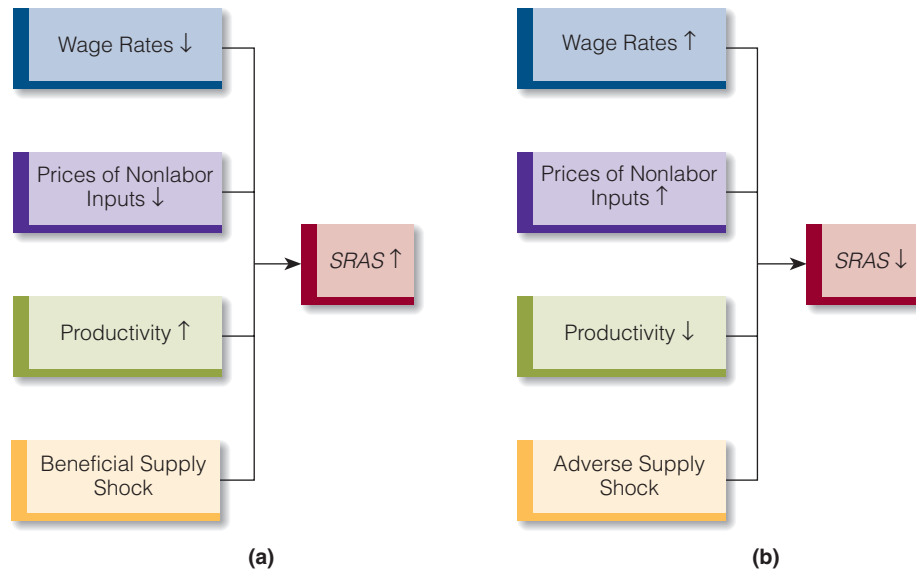 Wage Rates ↓
Prices of Nonlabor
Inputs ↓
SRAS ↑
Productivity ↑
Beneficial Supply
Shock
(a)
Wage Rates ↑
Prices of Nonlabor
Inputs ↑
SRAS ↓
Productivity ↓
Adverse Supply
Shock
(b)